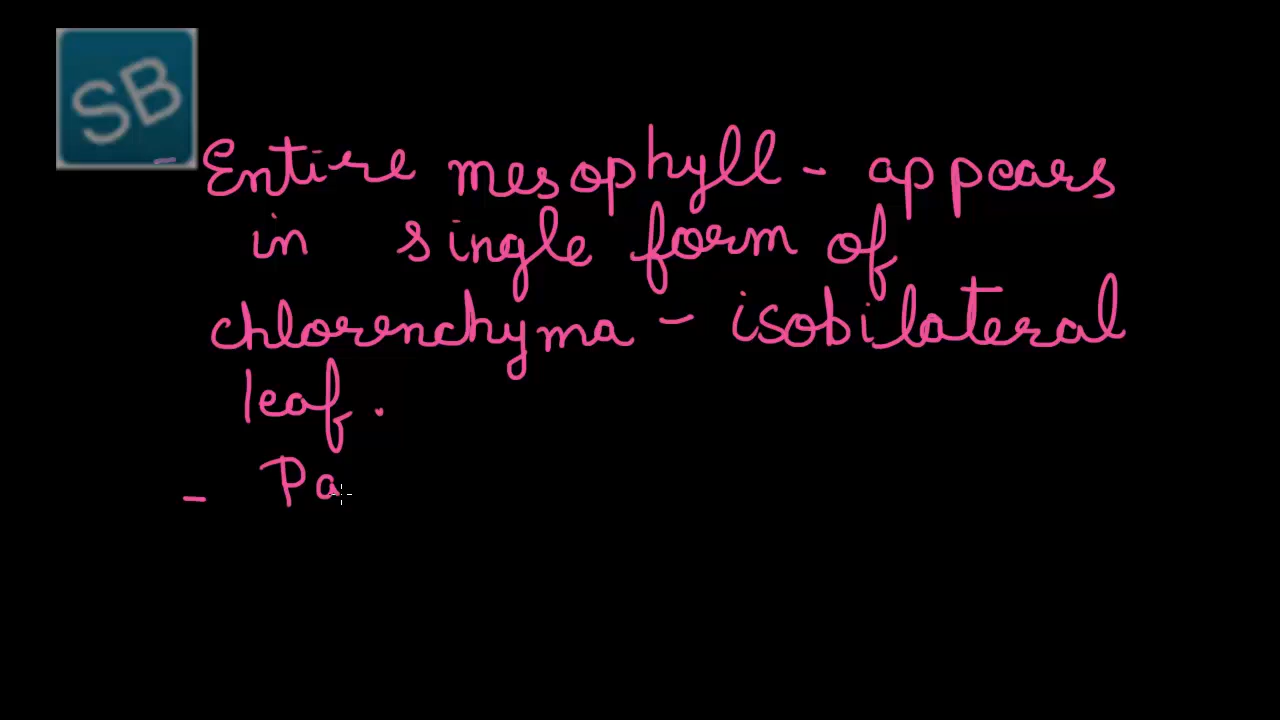 SB
- Entire mesophyll - appears
in single form of
chlorenchyma - isobilateral
leaf.
- Pa